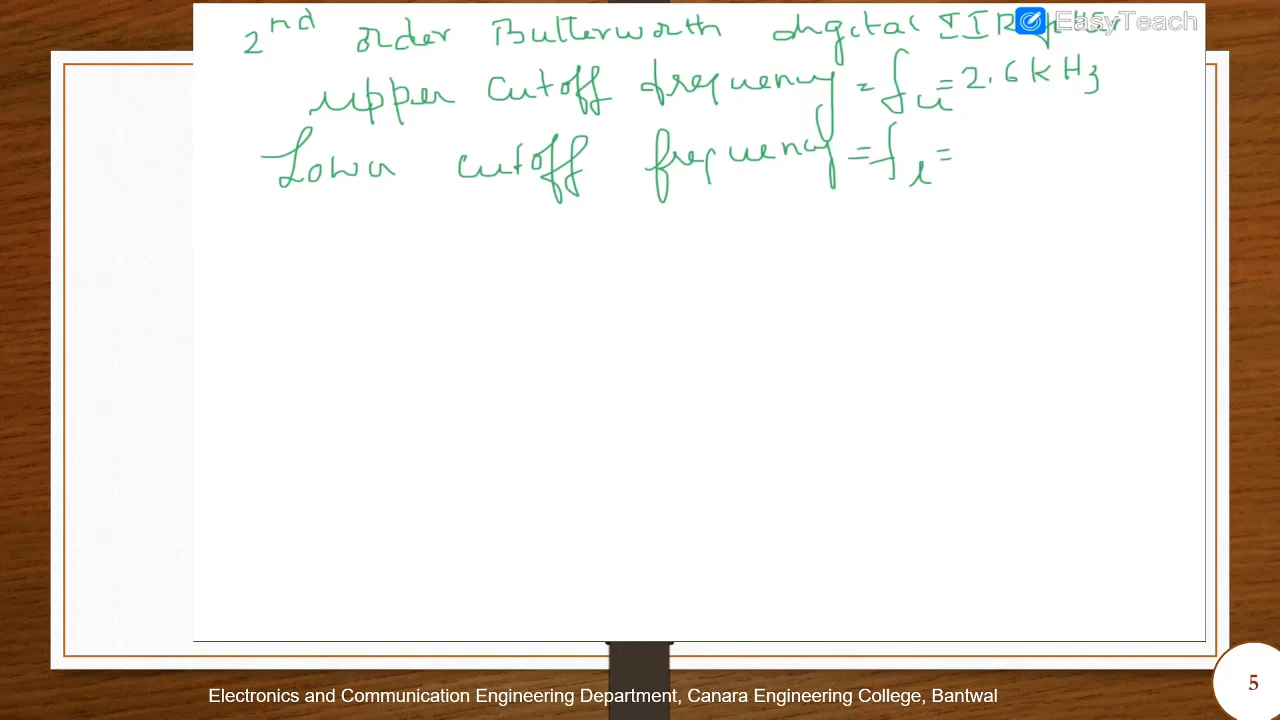 2nd order Butterworth digital IIR filter
EasyTeach
upper cutoff frequency = fu = 2.6 kHz
Lower cutoff frequency = fl =
5
Electronics and Communication Engineering Department, Canara Engineering College, Bantwal